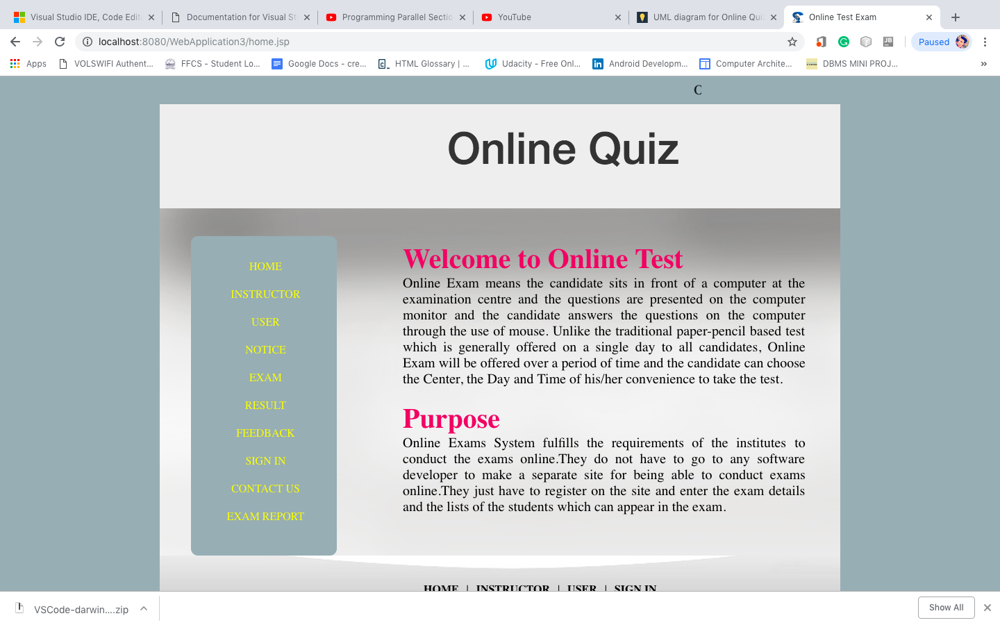 Visual Studio IDE, Code Edit
Documentation for Visual St
Programming Parallel Sectio
YouTube
UML diagram for Online Qui
Online Test Exam
localhost:8080/WebApplication3/home.jsp
Paused
Apps
VOLSWIFI Authent...
FFCS - Student Lo...
Google Docs - cre...
HTML Glossary | ...
Udacity - Free Onl...
Android Developm...
Computer Archite...
DBMS MINI PROJ...
Online Quiz
HOME
INSTRUCTOR
USER
NOTICE
EXAM
RESULT
FEEDBACK
SIGN IN
CONTACT US
EXAM REPORT
Welcome to Online Test
Online Exam means the candidate sits in front of a computer at the
examination centre and the questions are presented on the computer
monitor and the candidate answers the questions on the computer
through the use of mouse. Unlike the traditional paper-pencil based test
which is generally offered on a single day to all candidates, Online
Exam will be offered over a period of time and the candidate can choose
the Center, the Day and Time of his/her convenience to take the test.
Purpose
Online Exams System fulfills the requirements of the institutes to
conduct the exams online.They do not have to go to any software
developer to make a separate site for being able to conduct exams
online.They just have to register on the site and enter the exam details
and the lists of the students which can appear in the exam.
HOME | INSTRUCTOR | USER | SIGN IN
VSCode-darwin....zip
Show All